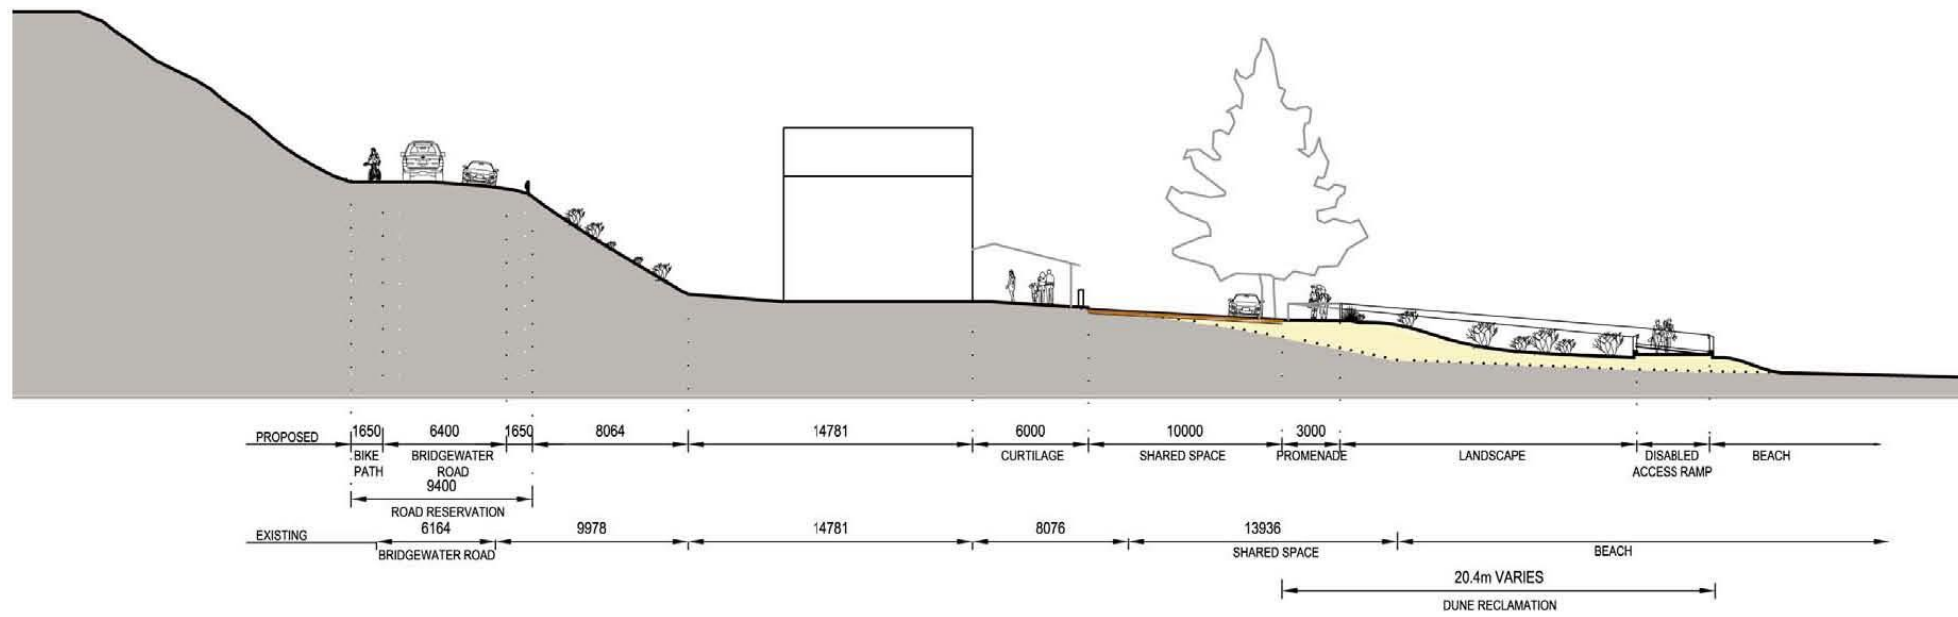 PROPOSED 1650 6400 1650 8064 14781 6000 10000 3000
BIKE BRIDGEWATER CURTILAGE SHARED SPACE PROMENADE LANDSCAPE DISABLED BEACH
PATH ROAD ACCESS RAMP
9400
ROAD RESERVATION
EXISTING 6164 9978 14781 8076 13936
BRIDGEWATER ROAD SHARED SPACE BEACH
20.4m VARIES
DUNE RECLAMATION